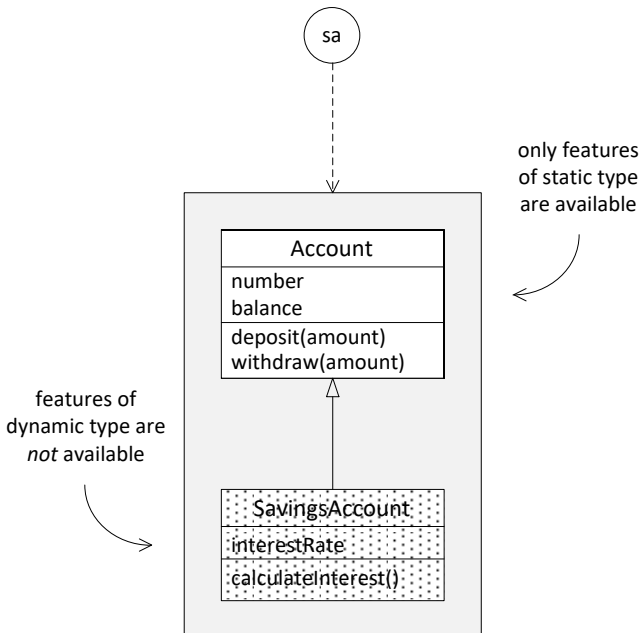 sa
only features
of static type
are available
Account
number
balance
deposit(amount)
withdraw(amount)
features of
dynamic type are
not available
SavingsAccount
interestRate
calculateInterest()